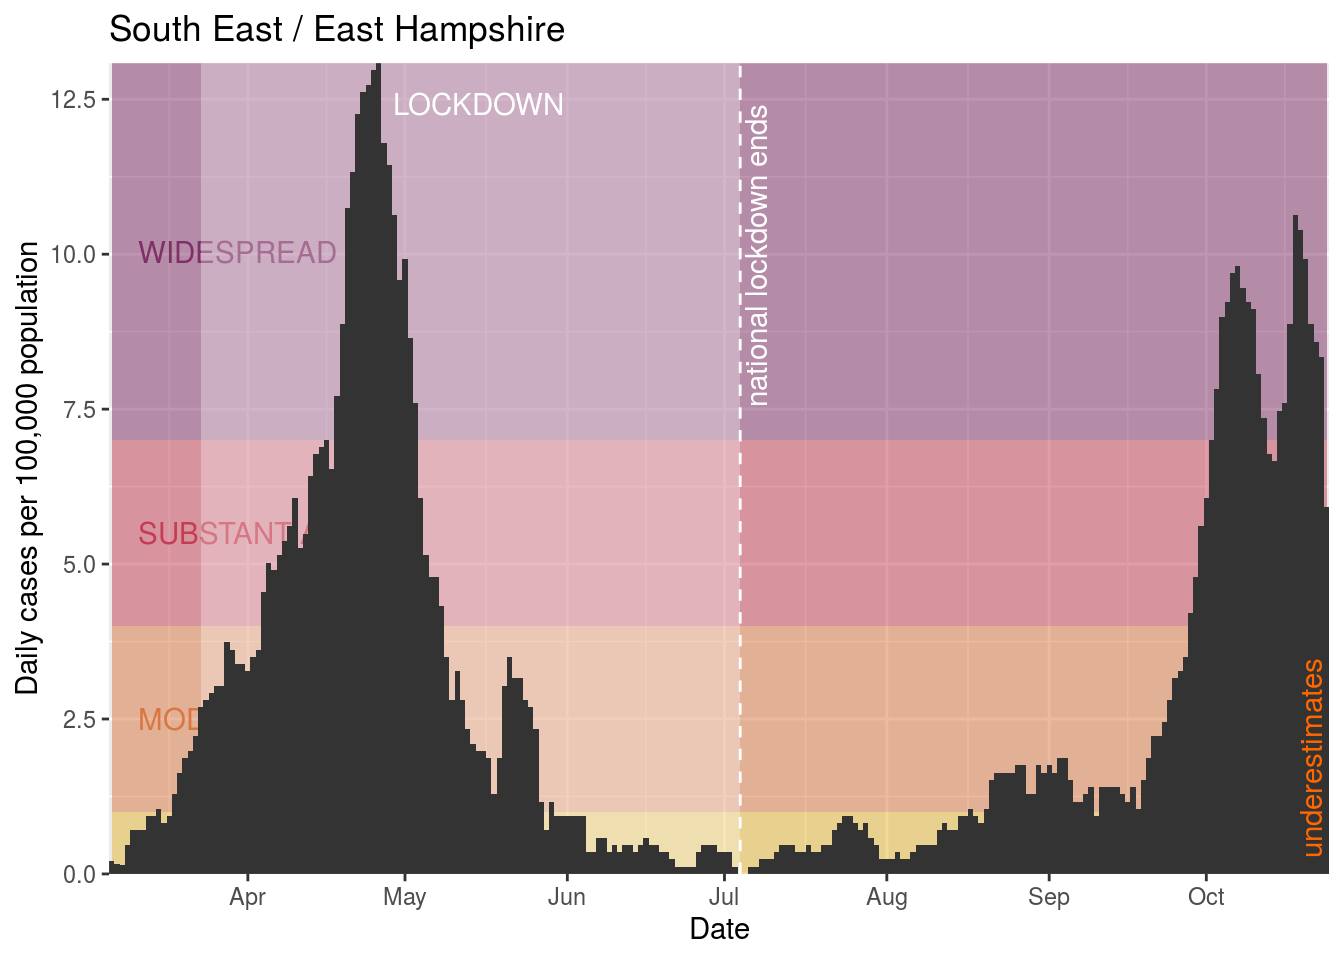 South East / East Hampshire
12.5
10.0
7.5
5.0
2.5
0.0
Daily cases per 100,000 population
LOCKDOWN
national lockdown ends
WIDESPREAD
underestimates
Apr
May
Jun
Jul
Aug
Sep
Oct
Date